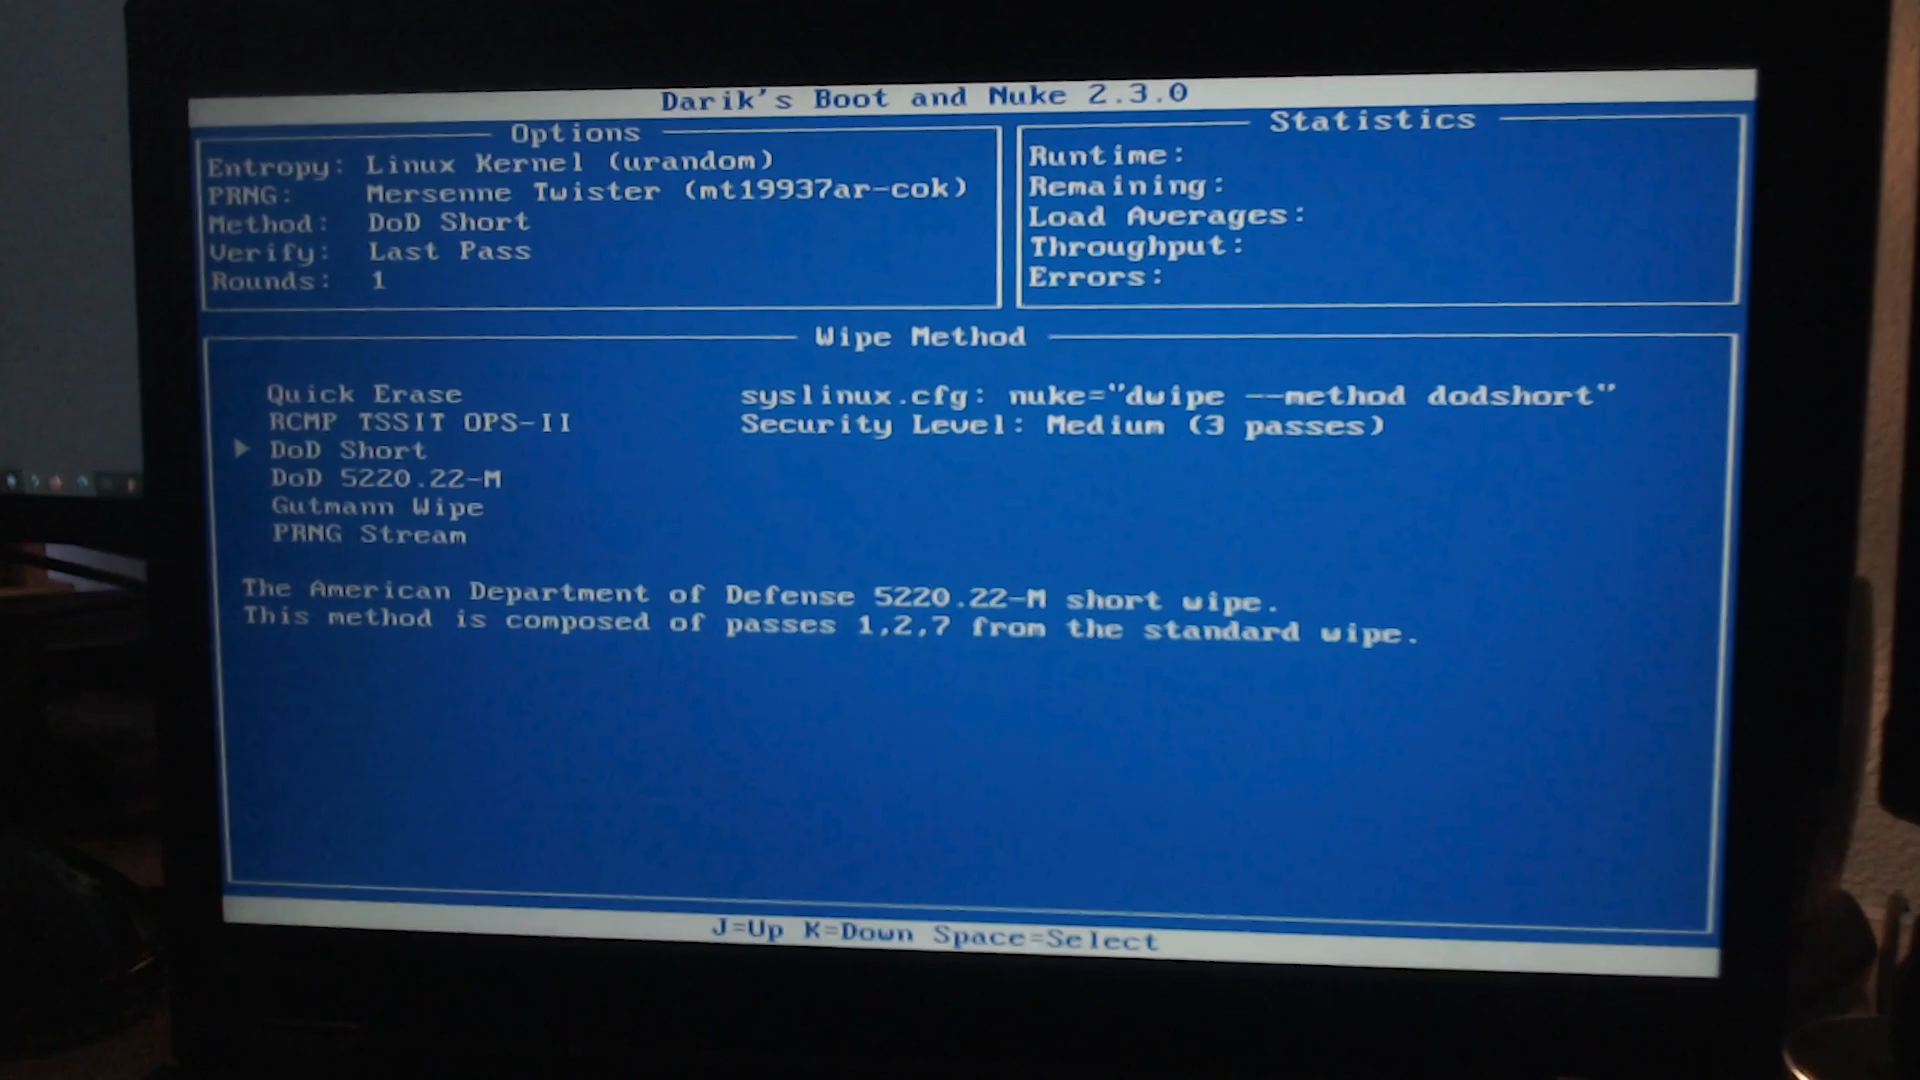 Darik's Boot and Nuke 2.3.0
Options
Entropy: Linux Kernel (urandom)
PRNG: Mersenne Twister (mt19937ar-cok)
Method: DoD Short
Verify: Last Pass
Rounds: 1
Statistics
Runtime:
Remaining:
Load Averages:
Throughput:
Errors:
Wipe Method
Quick Erase
RCMP TSSIT OPS-II
DoD Short
DoD 5220.22-M
Gutmann Wipe
PRNG Stream
syslinux.cfg: nuke="dwipe --method dodshort"
Security Level: Medium (3 passes)
The American Department of Defense 5220.22-M short wipe.
This method is composed of passes 1,2,7 from the standard wipe.
J=Up K=Down Space=Select